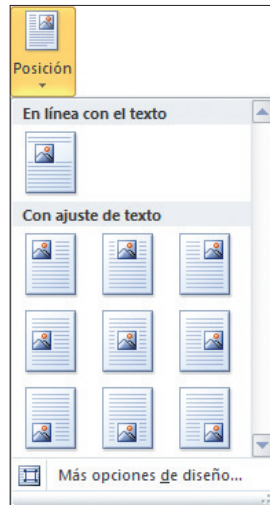 Posición
En línea con el texto
Con ajuste de texto
Más opciones de diseño...